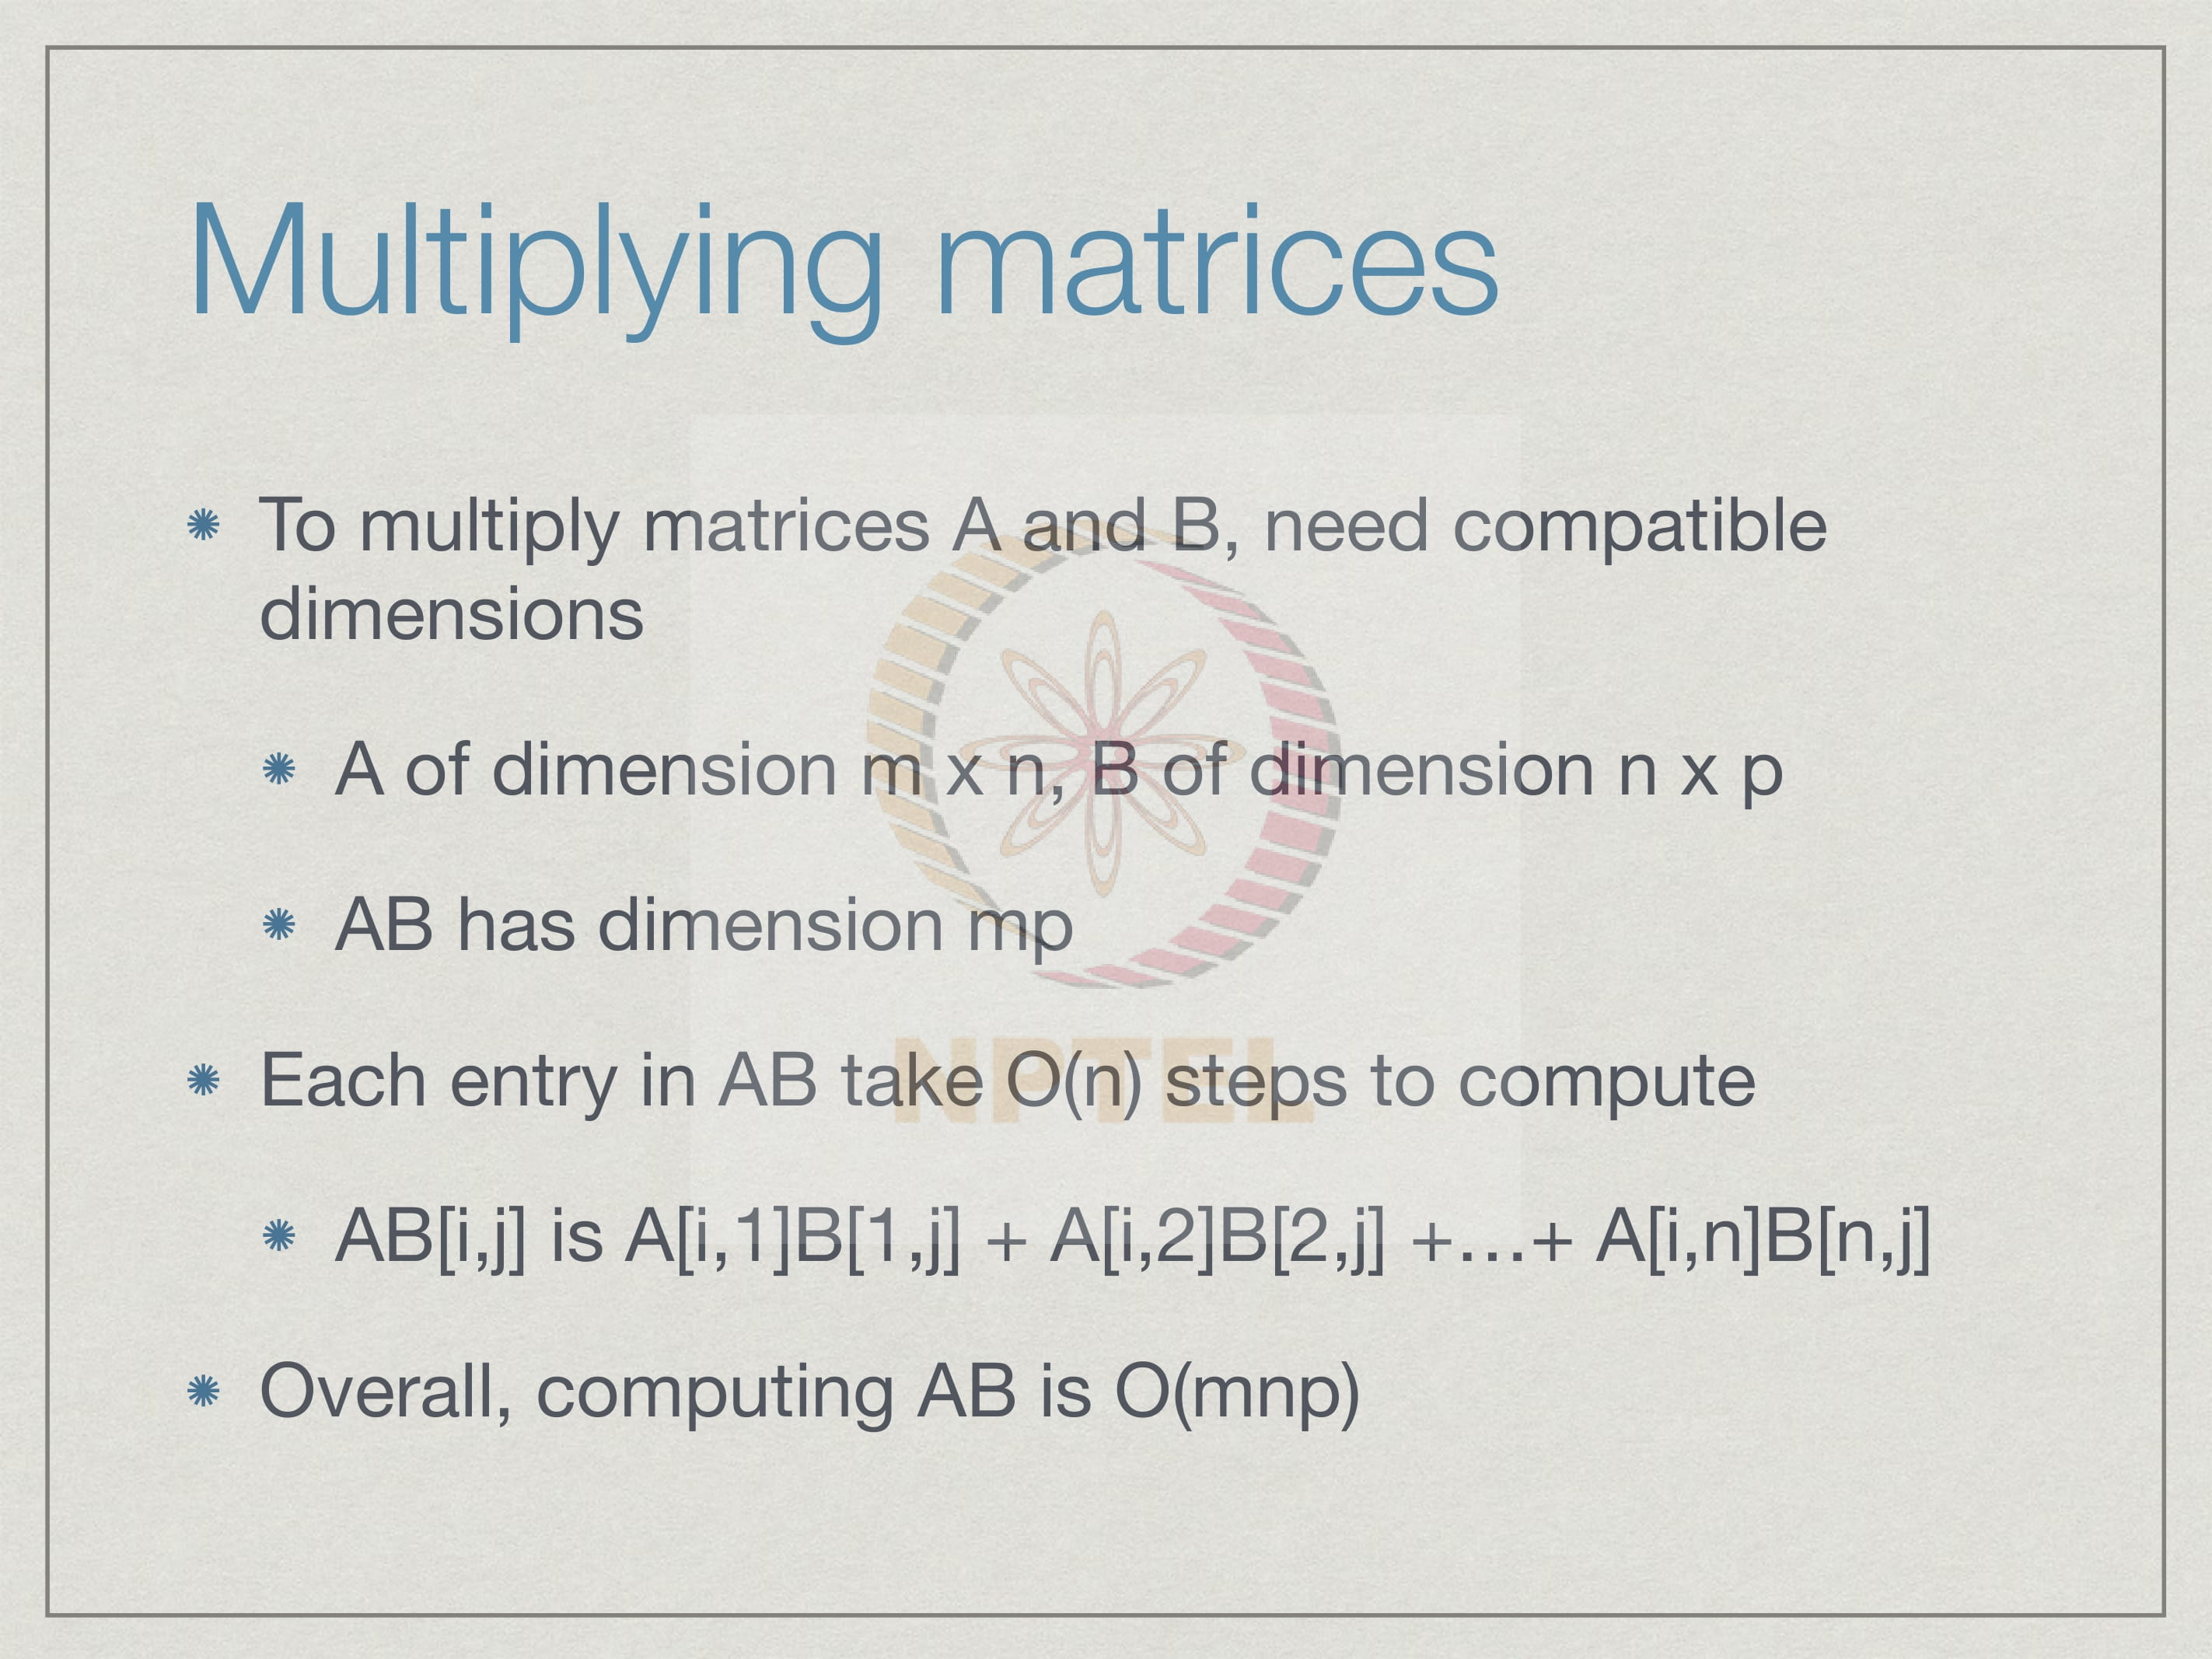 Multiplying matrices
To multiply matrices A and B, need compatible
dimensions
A of dimension m x n, B of dimension n x p
AB has dimension mp
Each entry in AB take O(n) steps to compute
AB[i,j] is A[i,1]B[1,j] + A[i,2]B[2,j] +…+ A[i,n]B[n,j]
Overall, computing AB is O(mnp)
NPTEL